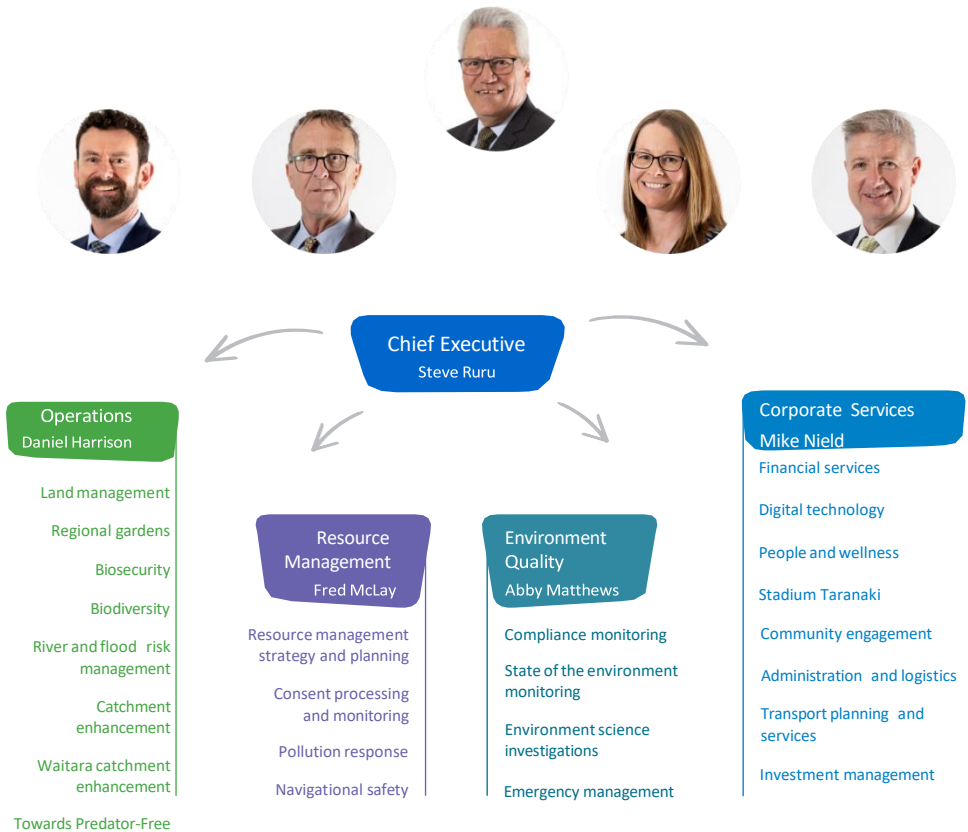 Chief Executive
Steve Ruru
Operations
Daniel Harrison
Land management
Regional gardens
Biosecurity
Biodiversity
River and flood risk
management
Catchment
enhancement
Waitara catchment
enhancement
Towards Predator-Free
Resource
Management
Fred McLay
Resource management
strategy and planning
Consent processing
and monitoring
Pollution response
Navigational safety
Environment
Quality
Abby Matthews
Compliance monitoring
State of the environment
monitoring
Environment science
investigations
Emergency management
Corporate Services
Mike Nield
Financial services
Digital technology
People and wellness
Stadium Taranaki
Community engagement
Administration and logistics
Transport planning and
services
Investment management